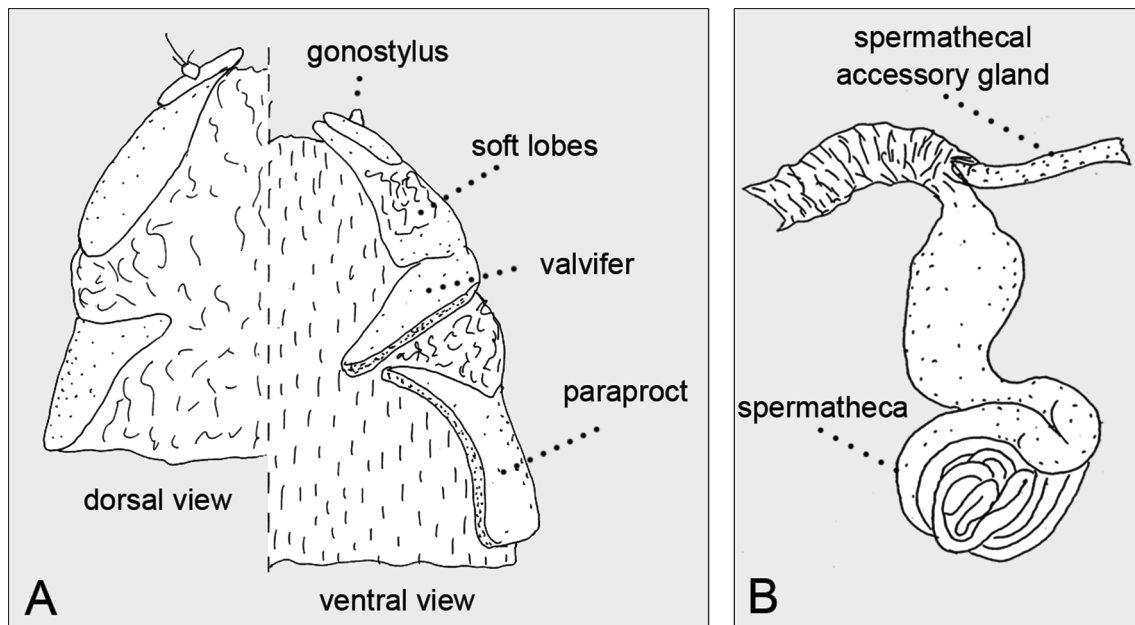 gonostylus
soft lobes
valvifer
paraproct
dorsal view
ventral view
A
spermathecal
accessory gland
spermatheca
B